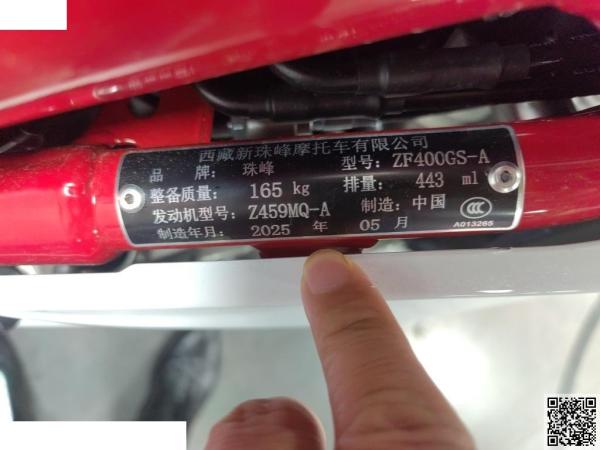 西藏新珠峰摩托车有限公司
品 牌: 珠峰 型号: ZF400GS-A
整备质量: 165 kg 排量: 443 ml
发动机型号: Z459MQ-A 制造: 中国
制造年月: 2025 年 05 月
CCC
A013265